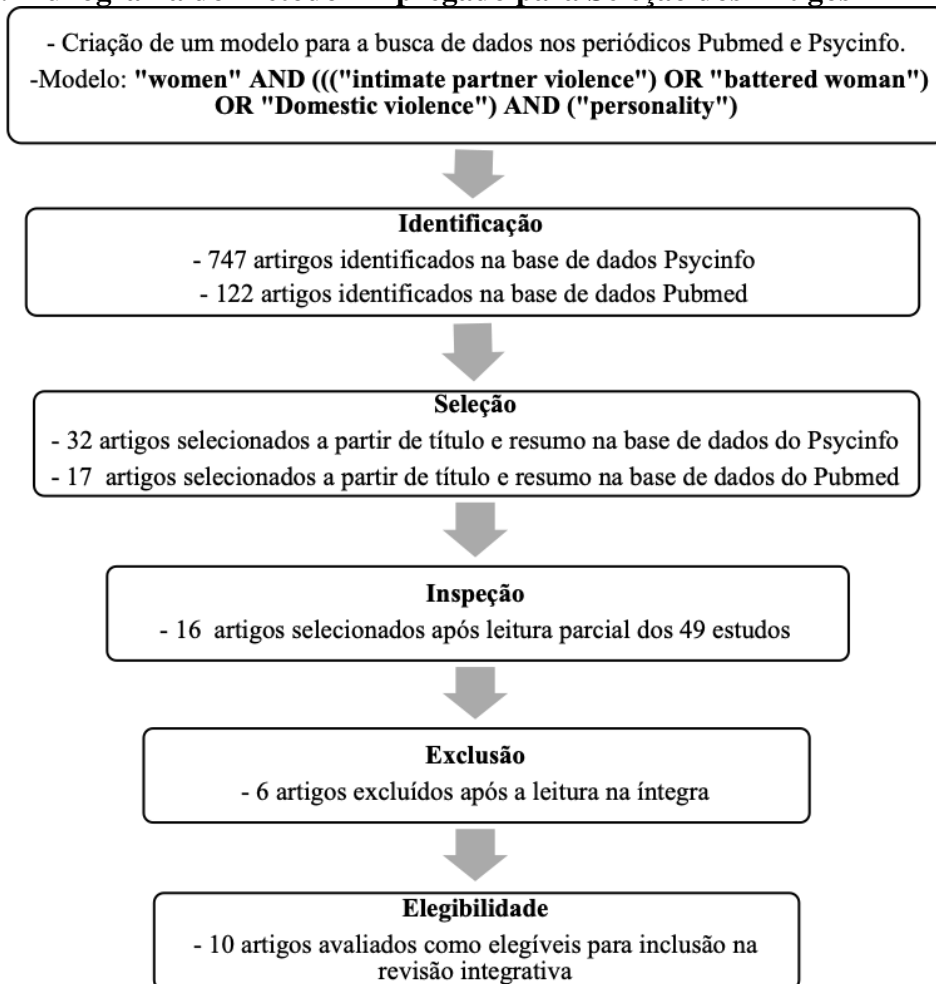 - Criação de um modelo para a busca de dados nos periódicos Pubmed e Psycinfo.
-Modelo: "women" AND ((("intimate partner violence") OR "battered woman")
OR "Domestic violence") AND ("personality")
Identificação
- 747 artirgos identificados na base de dados Psycinfo
- 122 artigos identificados na base de dados Pubmed
Seleção
- 32 artigos selecionados a partir de título e resumo na base de dados do Psycinfo
- 17 artigos selecionados a partir de título e resumo na base de dados do Pubmed
Inspeção
- 16 artigos selecionados após leitura parcial dos 49 estudos
Exclusão
- 6 artigos excluídos após a leitura na íntegra
Elegibilidade
- 10 artigos avaliados como elegíveis para inclusão na
revisão integrativa